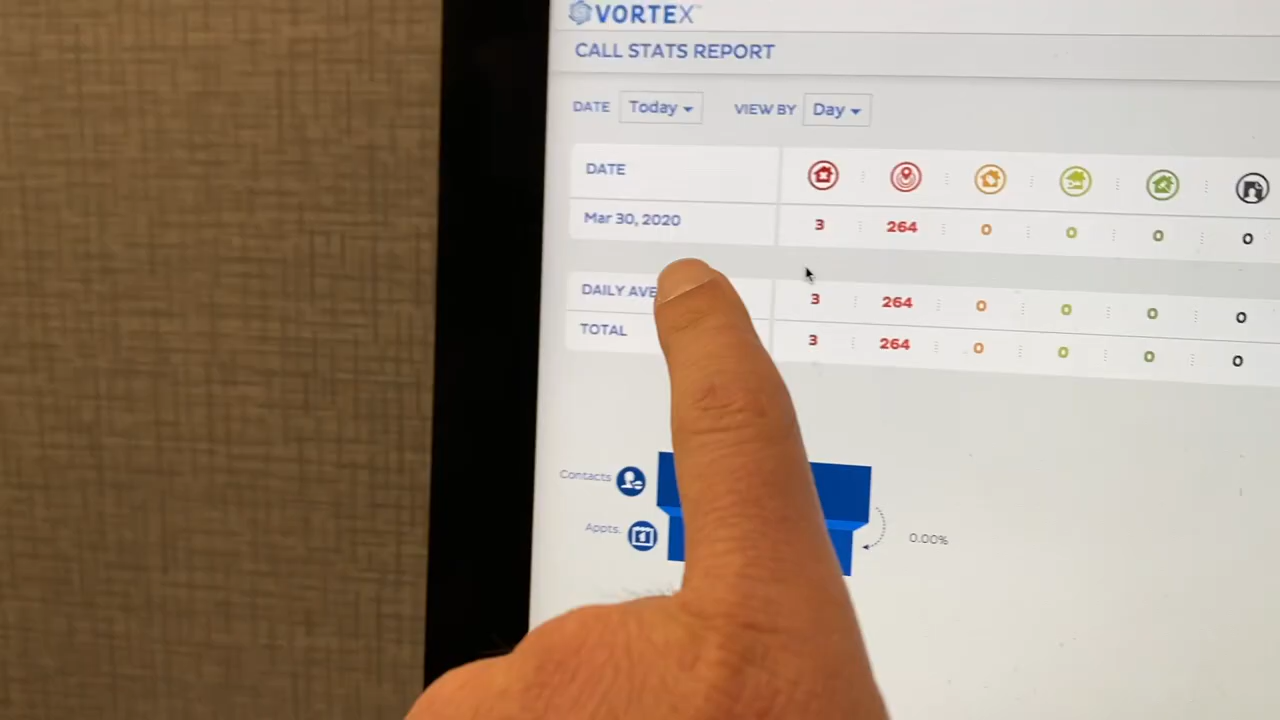 VORTEX™
CALL STATS REPORT
DATE Today VIEW BY Day
DATE
Mar 30, 2020 3 264 0 0 0 0
DAILY AVE 3 264 0 0 0 0
TOTAL 3 264 0 0 0 0
Contacts
Appts.
0.00%